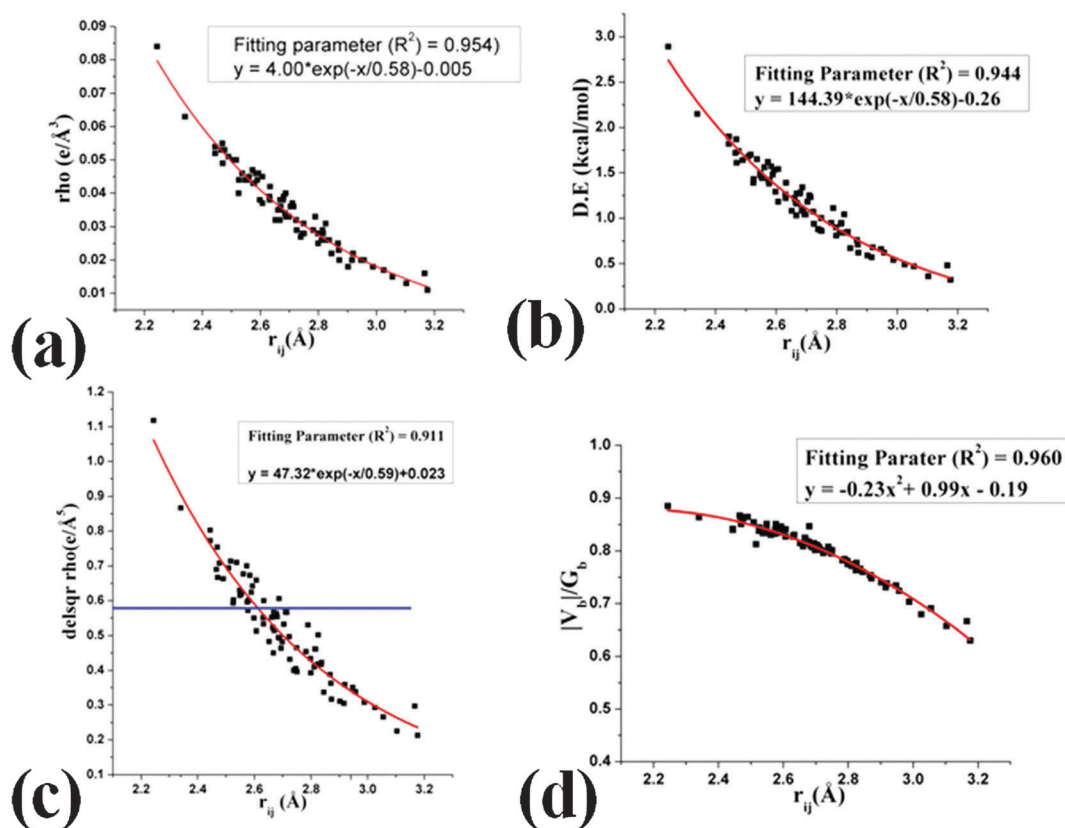 0.09
0.08
0.07
0.06
0.05
0.04
0.03
0.02
0.01
rho (e/Å³)
Fitting parameter (R²) = 0.954)
y = 4.00*exp(-x/0.58)-0.005
2.2 2.4 2.6 2.8 3.0 3.2
r_ij(Å)
(a)
3.0
2.5
2.0
1.5
1.0
0.5
0.0
D.E (kcal/mol)
Fitting Parameter (R²) = 0.944
y = 144.39*exp(-x/0.58)-0.26
2.2 2.4 2.6 2.8 3.0 3.2
r_ij(Å)
(b)
1.2
1.1
1.0
0.9
0.8
0.7
0.6
0.5
0.4
0.3
0.2
0.1
delsqr rho(e/Å⁵)
Fitting Parameter (R²) = 0.911
y = 47.32*exp(-x/0.59)+0.023
2.2 2.4 2.6 2.8 3.0 3.2
r_ij(Å)
(c)
1.0
0.9
0.8
0.7
0.6
0.5
0.4
|V_b|/G_b
Fitting Parater (R²) = 0.960
y = -0.23x²+ 0.99x - 0.19
2.2 2.4 2.6 2.8 3.0 3.2
r_ij(Å)
(d)